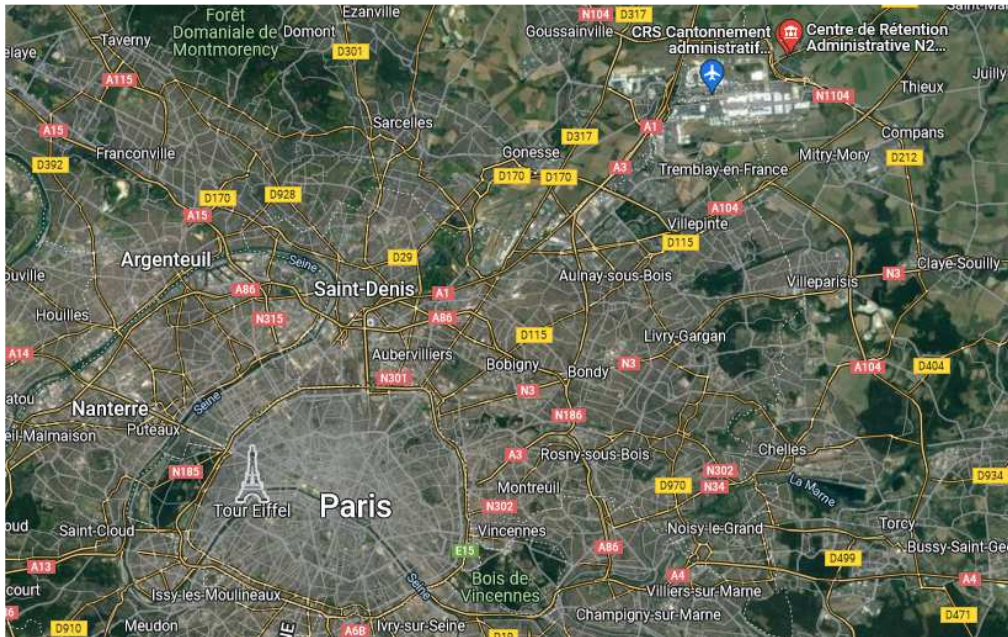 Forêt
Domaniale de
Montmorency
Ezanville
Domont
N104
D317
Goussainville
CRS Cantonnement
administratif...
Centre de Rétention
Administrative N2...
Taverny
D301
A115
Thieux
Juilly
N1104
A15
Sarcelles
D317
A1
Compans
D392
Franconville
Gonesse
D170
D170
A3
Tremblay-en-France
Mitry-Mory
D212
D170
D928
A15
A104
Villepinte
D115
Argenteuil
Seine
D29
Aulnay-sous-Bois
Claye-Souilly
N3
Villeparisis
A86
Saint-Denis
A1
Houilles
N315
A86
D115
Livry-Gargan
A14
Aubervilliers
Bobigny
Bondy
N3
A104
D404
N301
N3
Nanterre
Seine
N186
Puteaux
Chelles
A3
Rosny-sous-Bois
N185
N302
D934
Montreuil
D970
N34
La Marne
Tour Eiffel
Paris
N302
Saint-Cloud
Vincennes
Noisy-le-Grand
Torcy
A86
Bussy-Saint-Ge
E15
D499
A13
Seine
Bois de
Vincennes
A4
A4
Issy-les-Moulineaux
Villiers-sur-Marne
Champigny-sur-Marne
D471
D910
Meudon
A6B
Ivry-sur-Seine